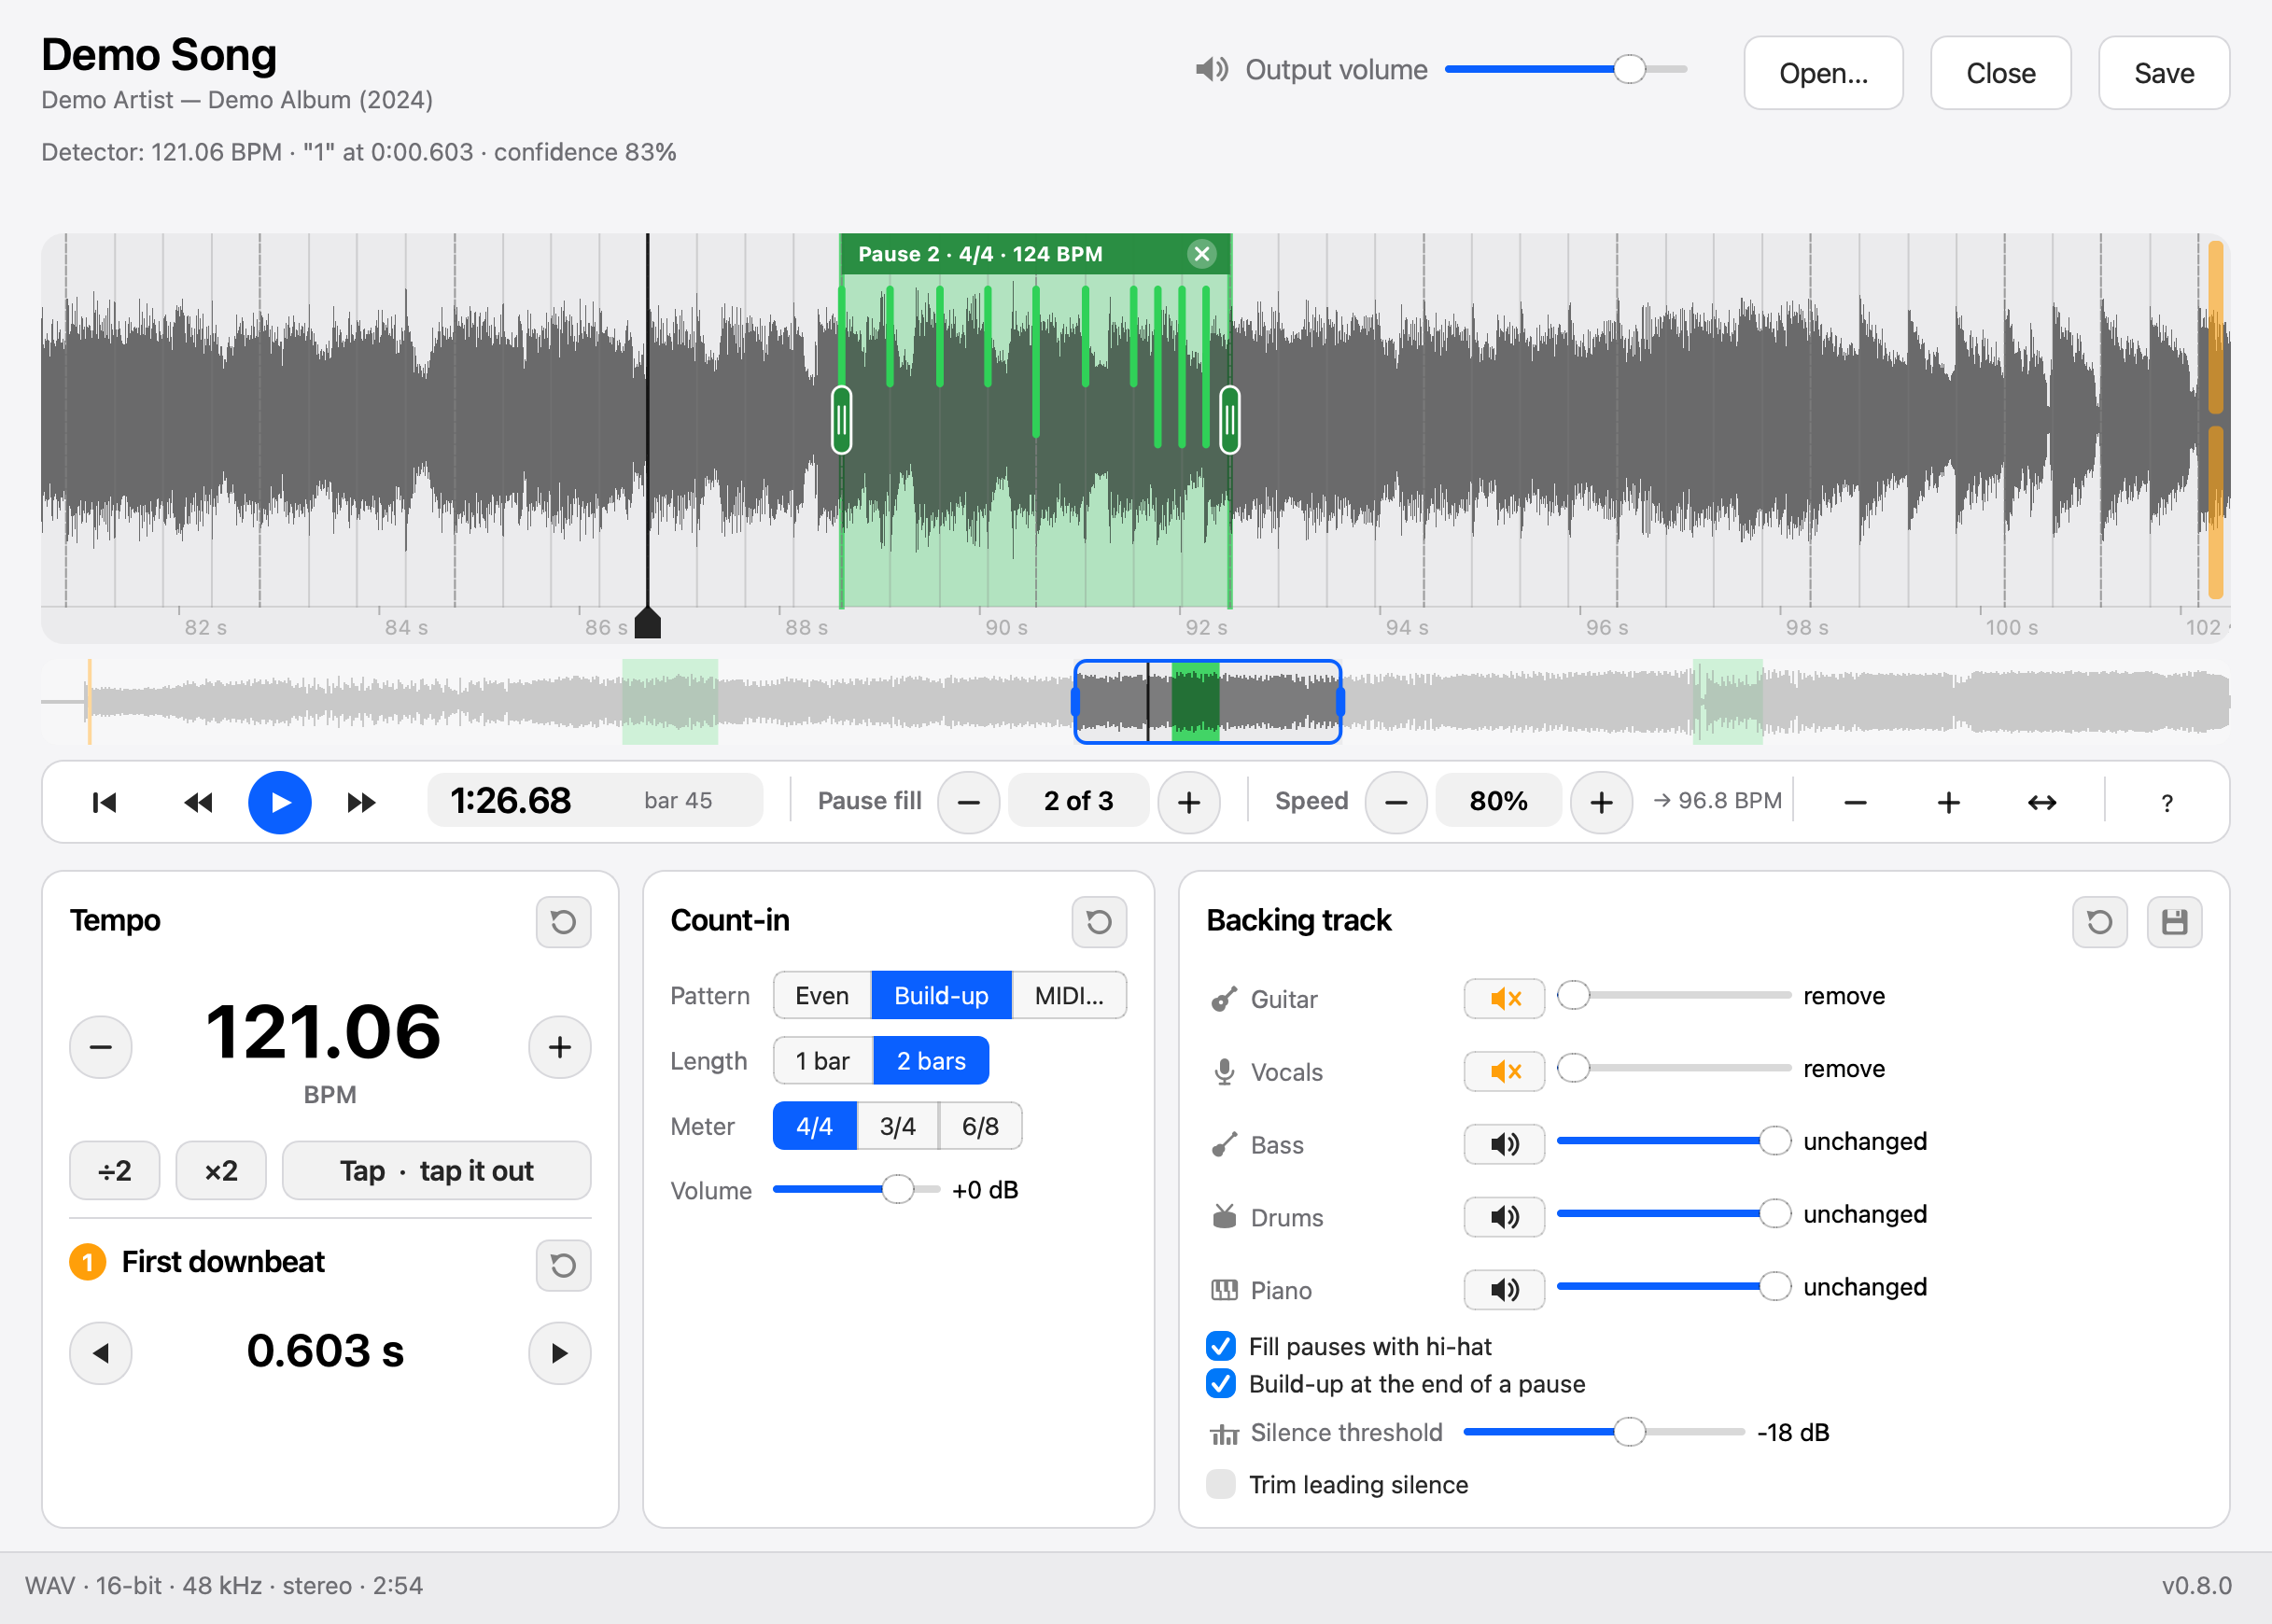 Demo Song
Demo Artist — Demo Album (2024)
Detector: 121.06 BPM · "1" at 0:00.603 · confidence 83%
Output volume
Open...
Close
Save
Pause 2 · 4/4 · 124 BPM
82 s 84 s 86 s 88 s 90 s 92 s 94 s 96 s 98 s 100 s 102
1:26.68 bar 45 Pause fill − 2 of 3 + Speed − 80% + → 96.8 BPM − + ↔ ?
Tempo
− 121.06 +
BPM
÷2 ×2 Tap · tap it out
1 First downbeat
0.603 s
Count-in
Pattern Even Build-up MIDI...
Length 1 bar 2 bars
Meter 4/4 3/4 6/8
Volume +0 dB
Backing track
Guitar remove
Vocals remove
Bass unchanged
Drums unchanged
Piano unchanged
Fill pauses with hi-hat
Build-up at the end of a pause
Silence threshold -18 dB
Trim leading silence
WAV · 16-bit · 48 kHz · stereo · 2:54
v0.8.0